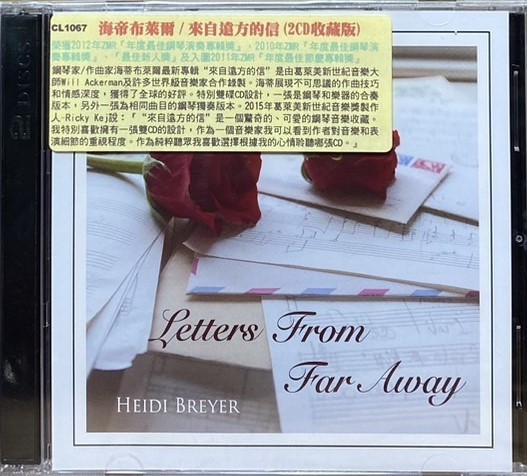 CL1067 海帝布萊爾/來自遠方的信(2CD收藏版)
榮獲2012年ZMR『年度最佳鋼琴演奏專輯獎』、2010年ZMR『年度最佳鋼琴演
奏專輯獎』、『最佳新人獎』及入圍2011年ZMR『年度最佳節慶專輯獎』
鋼琴家/作曲家海帝布萊爾最新專輯"來自遠方的信"是由葛萊美新世紀音樂大
師Will Ackerman及許多世界級音樂家合作錄製。海帝展現不可思議的作曲技巧
和情感深度，獲得了全球的好評。特別雙碟CD設計，一張是鋼琴和樂器的合奏
版本，另外一張為相同曲目的鋼琴獨奏版本。2015年葛萊美新世紀音樂獎製作
人-Ricky Kej說：『"來自遠方的信"是一個驚奇的、可愛的鋼琴音樂收藏。
我特別喜歡擁有一張雙CD的設計，作為一個音樂家我可以看到作者對音樂和表
演細節的重視程度。作為純粹聽眾我喜歡選擇根據我的心情聆聽哪張CD。』
2 DISCS
Letters From
Far Away
HEIDI BREYER